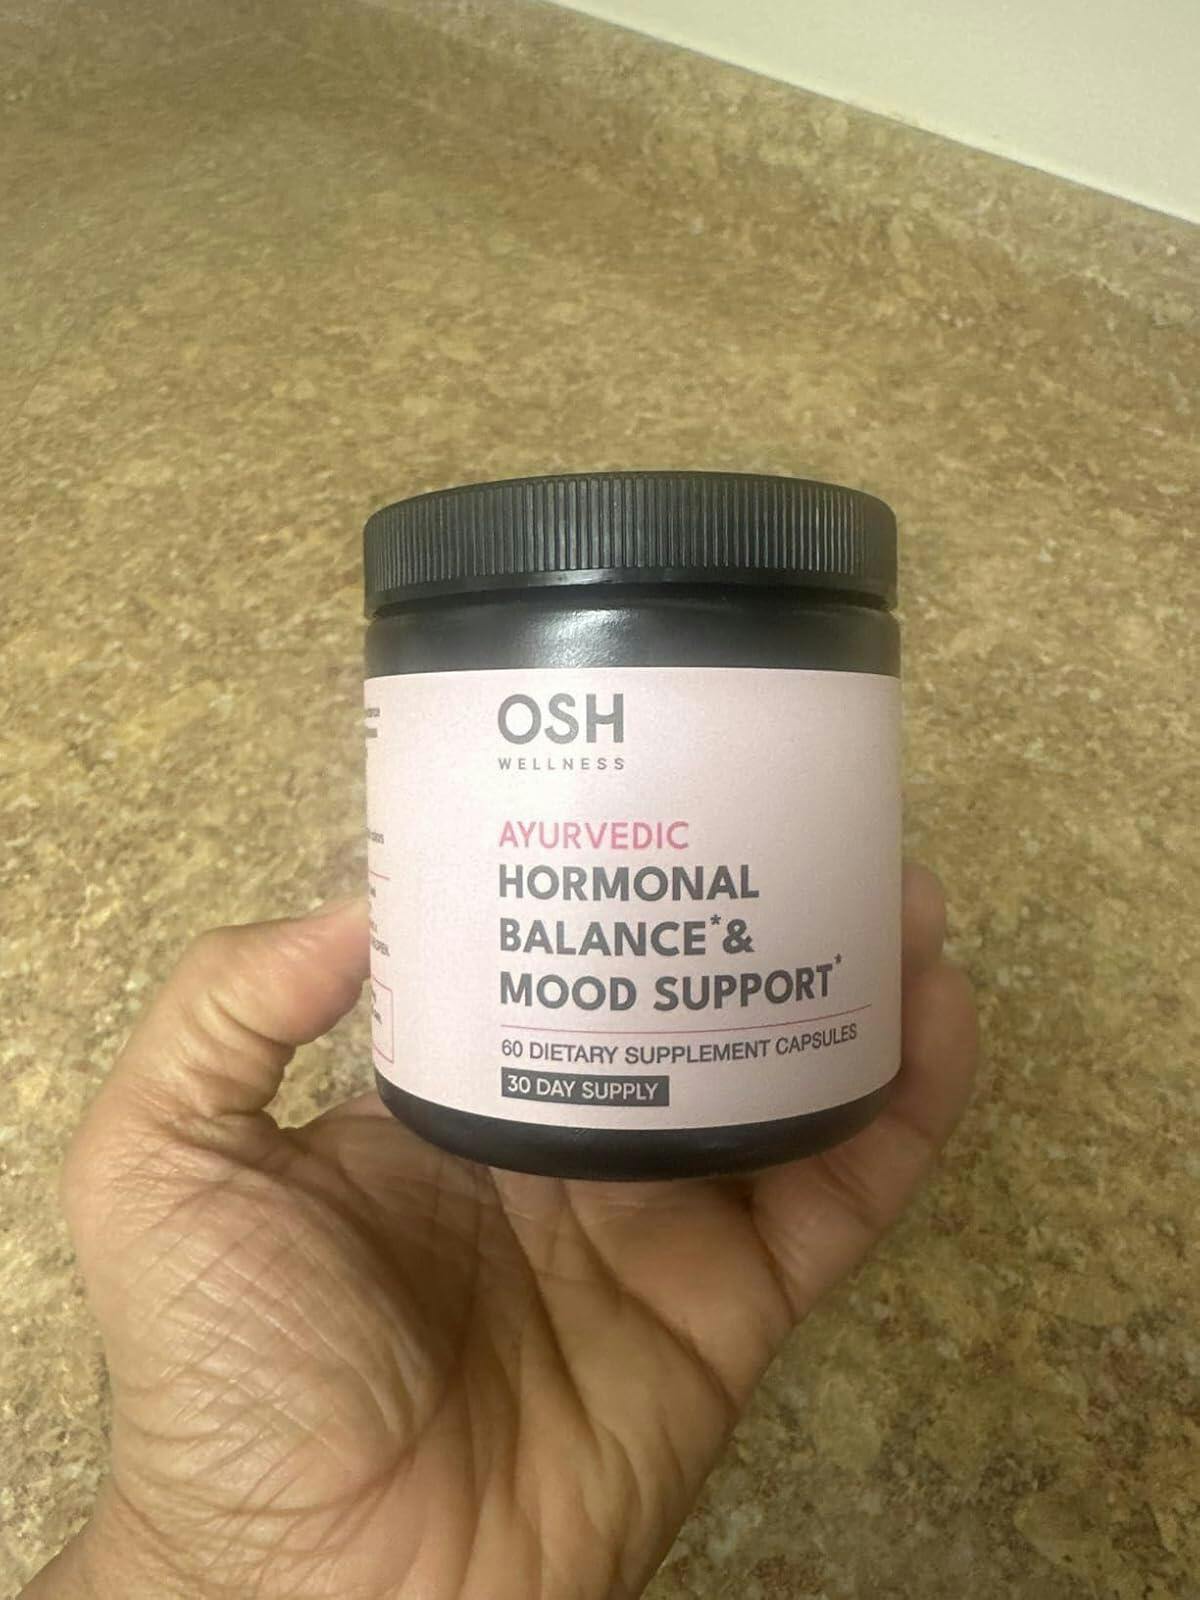 OSH
WELLNESS
AYURVEDIC
HORMONAL
BALANCE*&
MOOD SUPPORT*
60 DIETARY SUPPLEMENT CAPSULES
30 DAY SUPPLY